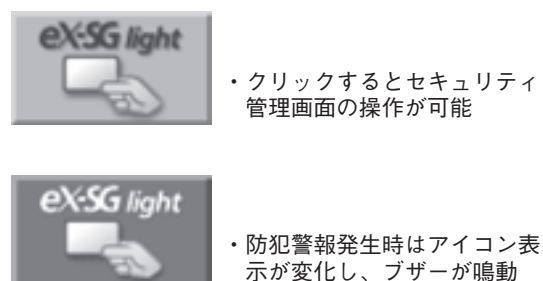 eX-SG light
・クリックするとセキュリティ
管理画面の操作が可能
eX-SG light
・防犯警報発生時はアイコン表
示が変化し、ブザーが鳴動